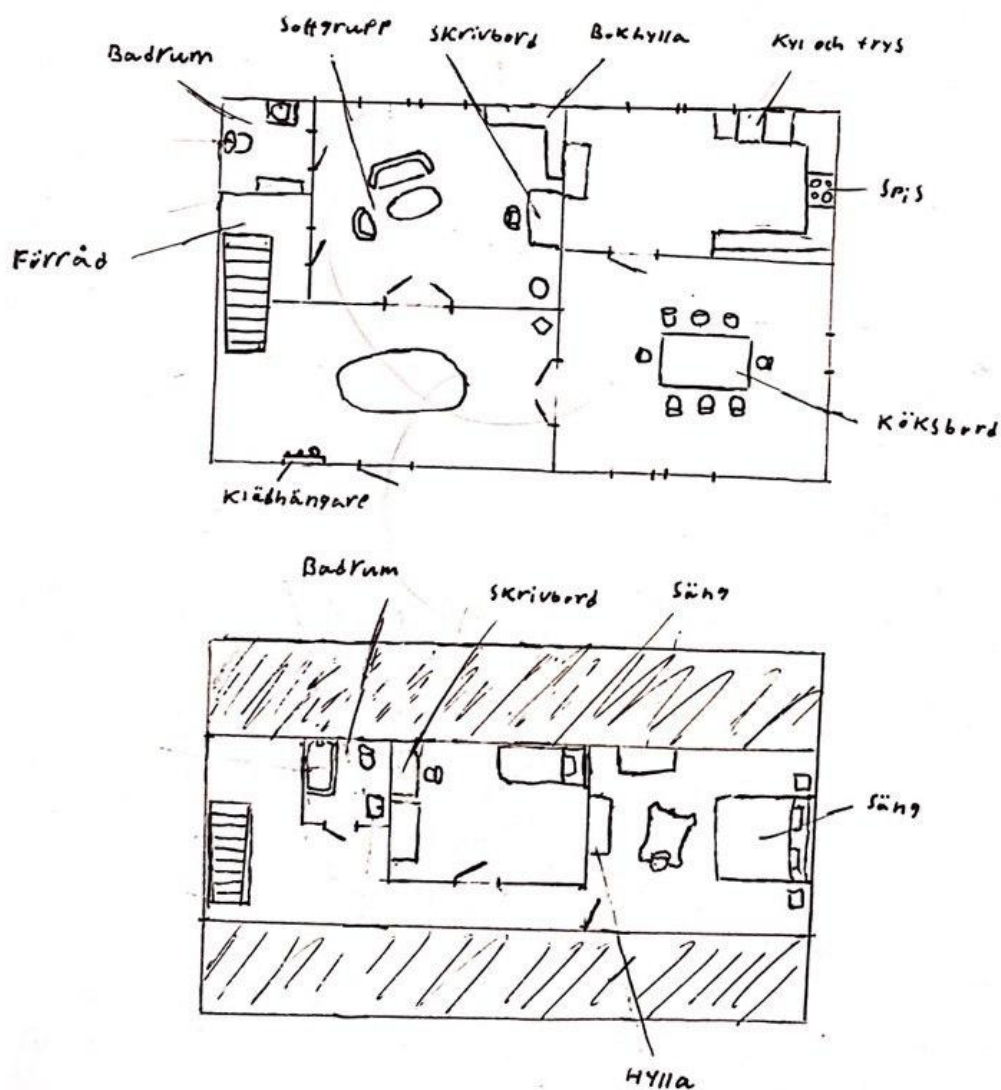 Badrum
Soffgrupp
Skrivbord
Bokhylla
Kyl och frys
Spis
Förråd
Köksbord
Klädhängare
Badrum
Skrivbord
Säng
Säng
Hylla